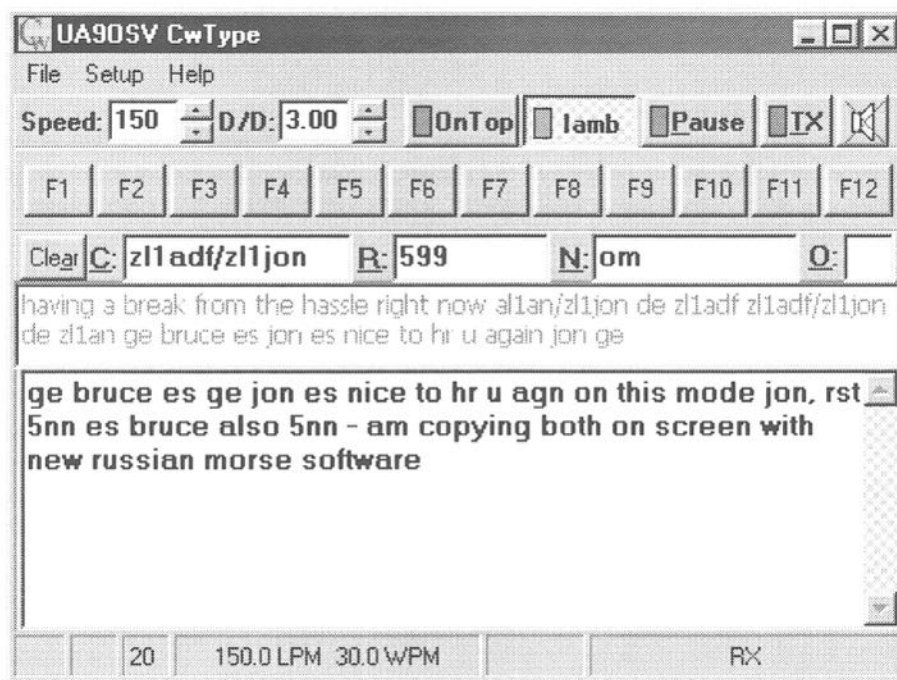 UA9OSV CwType
File Setup Help
Speed: 150 D/D: 3.00 OnTop Iamb Pause TX
F1 F2 F3 F4 F5 F6 F7 F8 F9 F10 F11 F12
Clear C: zl1adf/zl1jon R: 599 N: om O:
having a break from the hassle right now al1an/zl1jon de zl1adf zl1adf/zl1jon
de zl1an ge bruce es jon es nice to hr u again jon ge
ge bruce es ge jon es nice to hr u agn on this mode jon, rst
5nn es bruce also 5nn - am copying both on screen with
new russian morse software
20 150.0 LPM 30.0 WPM RX